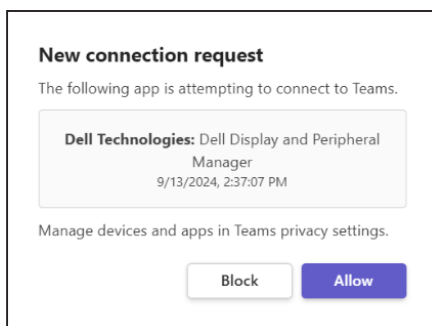 New connection request
The following app is attempting to connect to Teams.
Dell Technologies: Dell Display and Peripheral
Manager
9/13/2024, 2:37:07 PM
Manage devices and apps in Teams privacy settings.
Block
Allow